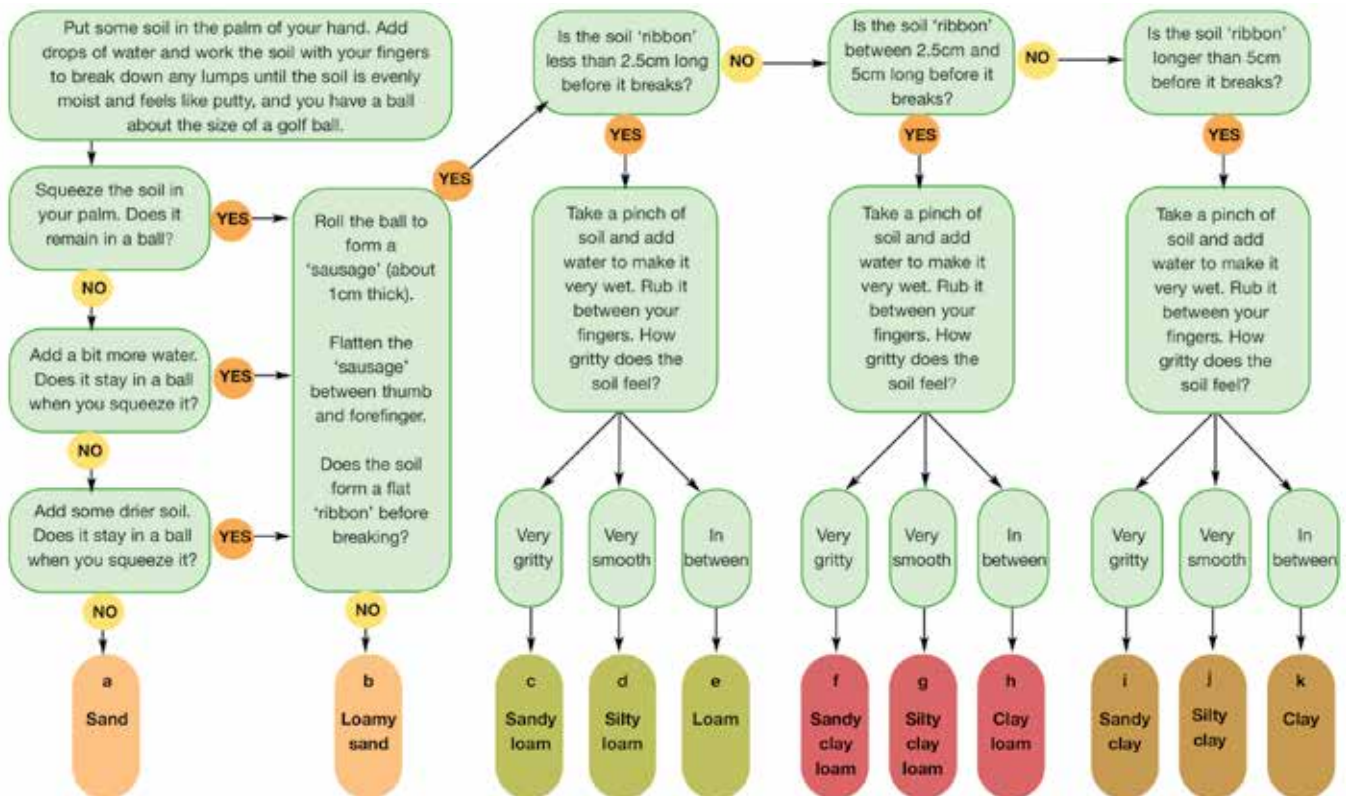 Put some soil in the palm of your hand. Add
drops of water and work the soil with your fingers
to break down any lumps until the soil is evenly
moist and feels like putty, and you have a ball
about the size of a golf ball.
Squeeze the soil in
your palm. Does it
remain in a ball?
YES
NO
Add a bit more water.
Does it stay in a ball
when you squeeze it?
YES
NO
Add some drier soil.
Does it stay in a ball
when you squeeze it?
YES
NO
a
Sand
Roll the ball to
form a
‘sausage’ (about
1cm thick).
Flatten the
‘sausage’
between thumb
and forefinger.
Does the soil
form a flat
‘ribbon’ before
breaking?
YES
NO
b
Loamy
sand
Is the soil ‘ribbon’
less than 2.5cm long
before it breaks?
NO
YES
Take a pinch of
soil and add
water to make it
very wet. Rub it
between your
fingers. How
gritty does the
soil feel?
Very
gritty
Very
smooth
In
between
c
Sandy
loam
d
Silty
loam
e
Loam
Is the soil ‘ribbon’
between 2.5cm and
5cm long before it
breaks?
NO
YES
Take a pinch of
soil and add
water to make it
very wet. Rub it
between your
fingers. How
gritty does the
soil feel?
Very
gritty
Very
smooth
In
between
f
Sandy
clay
loam
g
Silty
clay
loam
h
Clay
loam
Is the soil ‘ribbon’
longer than 5cm
before it breaks?
YES
Take a pinch of
soil and add
water to make it
very wet. Rub it
between your
fingers. How
gritty does the
soil feel?
Very
gritty
Very
smooth
In
between
i
Sandy
clay
j
Silty
clay
k
Clay